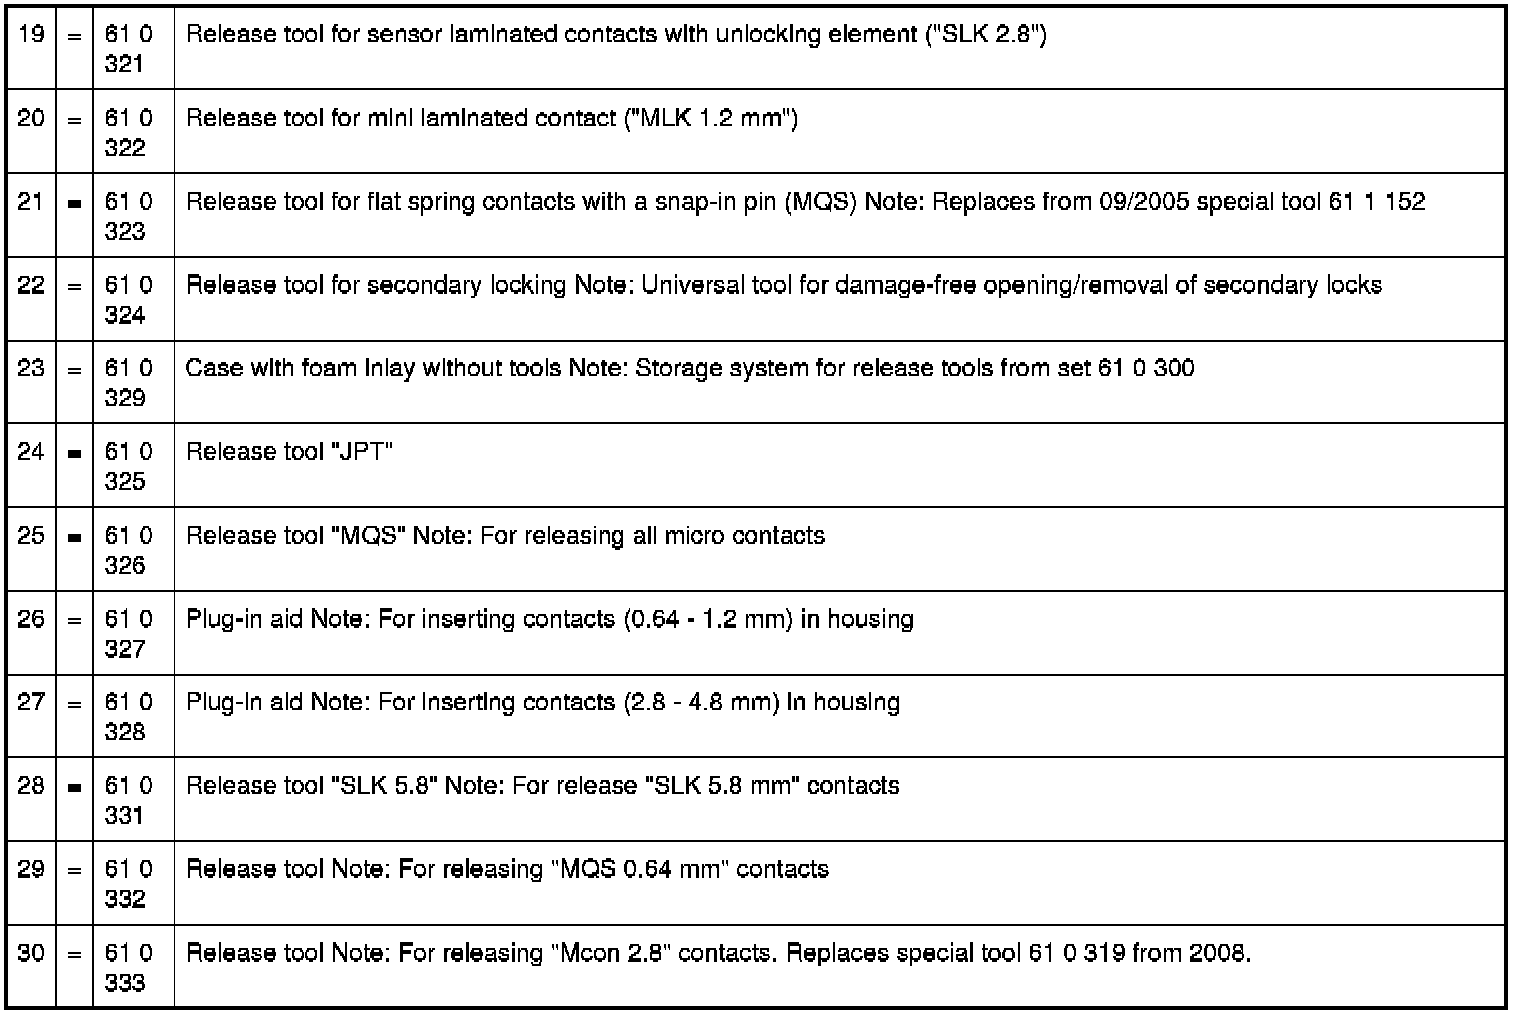 19 = 61 0 Release tool for sensor laminated contacts with unlocking element ("SLK 2.8")
321
20 = 61 0 Release tool for mini laminated contact ("MLK 1.2 mm")
322
21 = 61 0 Release tool for flat spring contacts with a snap-in pin (MQS) Note: Replaces from 09/2005 special tool 61 1 152
323
22 = 61 0 Release tool for secondary locking Note: Universal tool for damage-free opening/removal of secondary locks
324
23 = 61 0 Case with foam inlay without tools Note: Storage system for release tools from set 61 0 300
329
24 = 61 0 Release tool "JPT"
325
25 = 61 0 Release tool "MQS" Note: For releasing all micro contacts
326
26 = 61 0 Plug-in aid Note: For inserting contacts (0.64 - 1.2 mm) in housing
327
27 = 61 0 Plug-in aid Note: For inserting contacts (2.8 - 4.8 mm) in housing
328
28 = 61 0 Release tool "SLK 5.8" Note: For release "SLK 5.8 mm" contacts
331
29 = 61 0 Release tool Note: For releasing "MQS 0.64 mm" contacts
332
30 = 61 0 Release tool Note: For releasing "Mcon 2.8" contacts. Replaces special tool 61 0 319 from 2008.
333